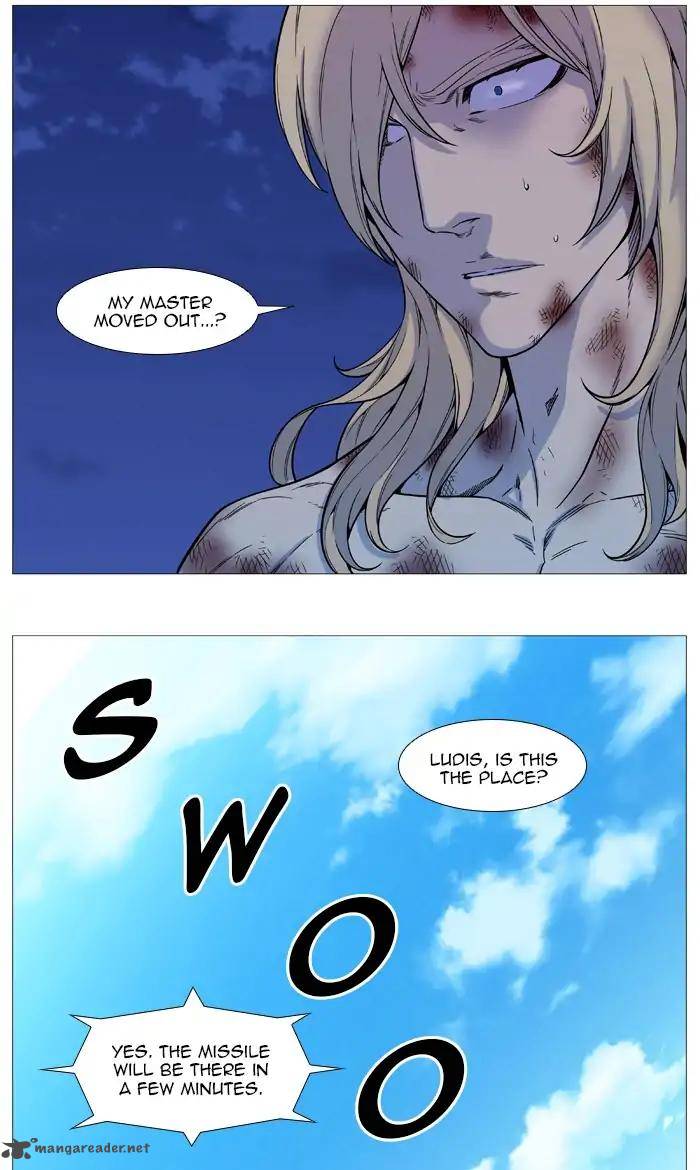 MY MASTER
MOVED OUT...?
LUDIS, IS THIS
THE PLACE?
SWOO
YES. THE MISSILE
WILL BE THERE IN
A FEW MINUTES.
mangareader.net